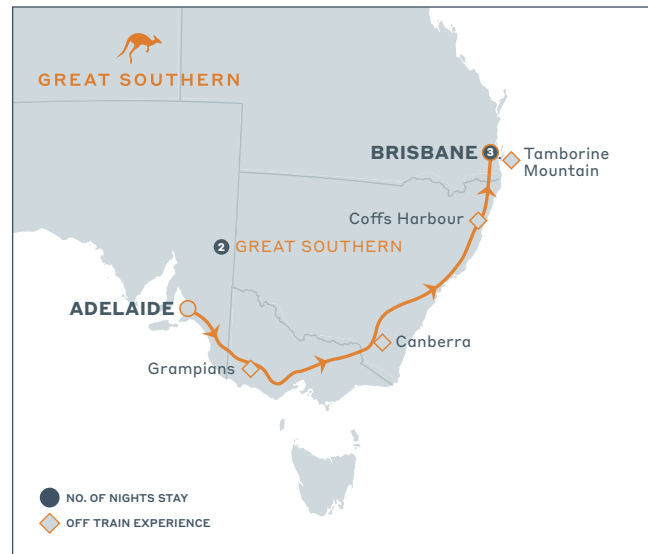 GREAT SOUTHERN
BRISBANE 3
Tamborine
Mountain
Coffs Harbour
2 GREAT SOUTHERN
ADELAIDE
Canberra
Grampians
NO. OF NIGHTS STAY
OFF TRAIN EXPERIENCE